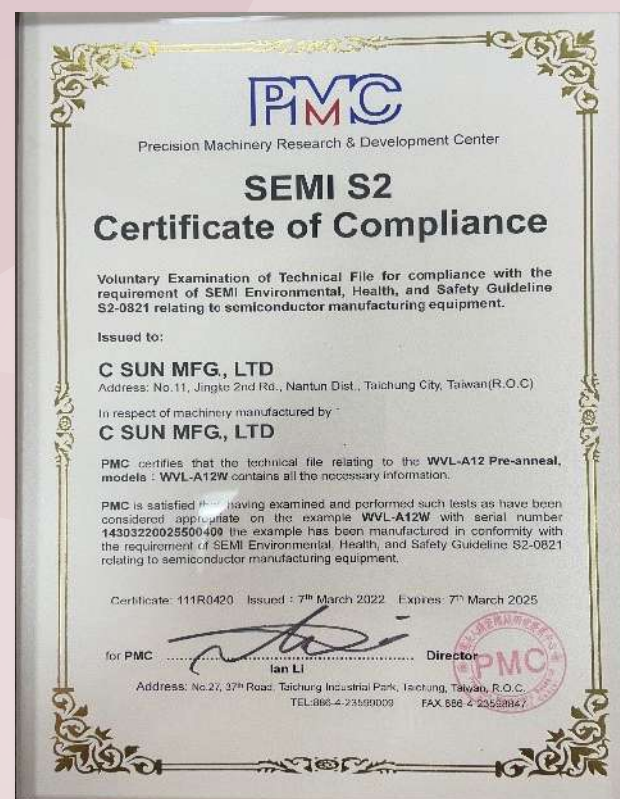 PMC
Precision Machinery Research & Development Center
SEMI S2
Certificate of Compliance
Voluntary Examination of Technical File for compliance with the
requirement of SEMI Environmental, Health, and Safety Guideline
S2-0821 relating to semiconductor manufacturing equipment.
Issued to:
C SUN MFG., LTD
Address: No.11, Jingke 2nd Rd., Nantun Dist., Taichung City, Taiwan(R.O.C)
In respect of machinery manufactured by
C SUN MFG., LTD
PMC certifies that the technical file relating to the WVL-A12 Pre-anneal,
models : WVL-A12W contains all the necessary information.
PMC is satisfied that having examined and performed such tests as have been
considered appropriate on the example WVL-A12W with serial number
14303220025500400 the example has been manufactured in conformity with
the requirement of SEMI Environmental, Health, and Safety Guideline S2-0821
relating to semiconductor manufacturing equipment.
Certificate: 111R0420 Issued : 7th March 2022 Expires: 7th March 2025
for PMC Director
Ian Li
PMC
Address: No.27, 37th Road, Taichung Industrial Park, Taichung, Taiwan, R.O.C.
TEL:886-4-23599009 FAX:886-4-23598847